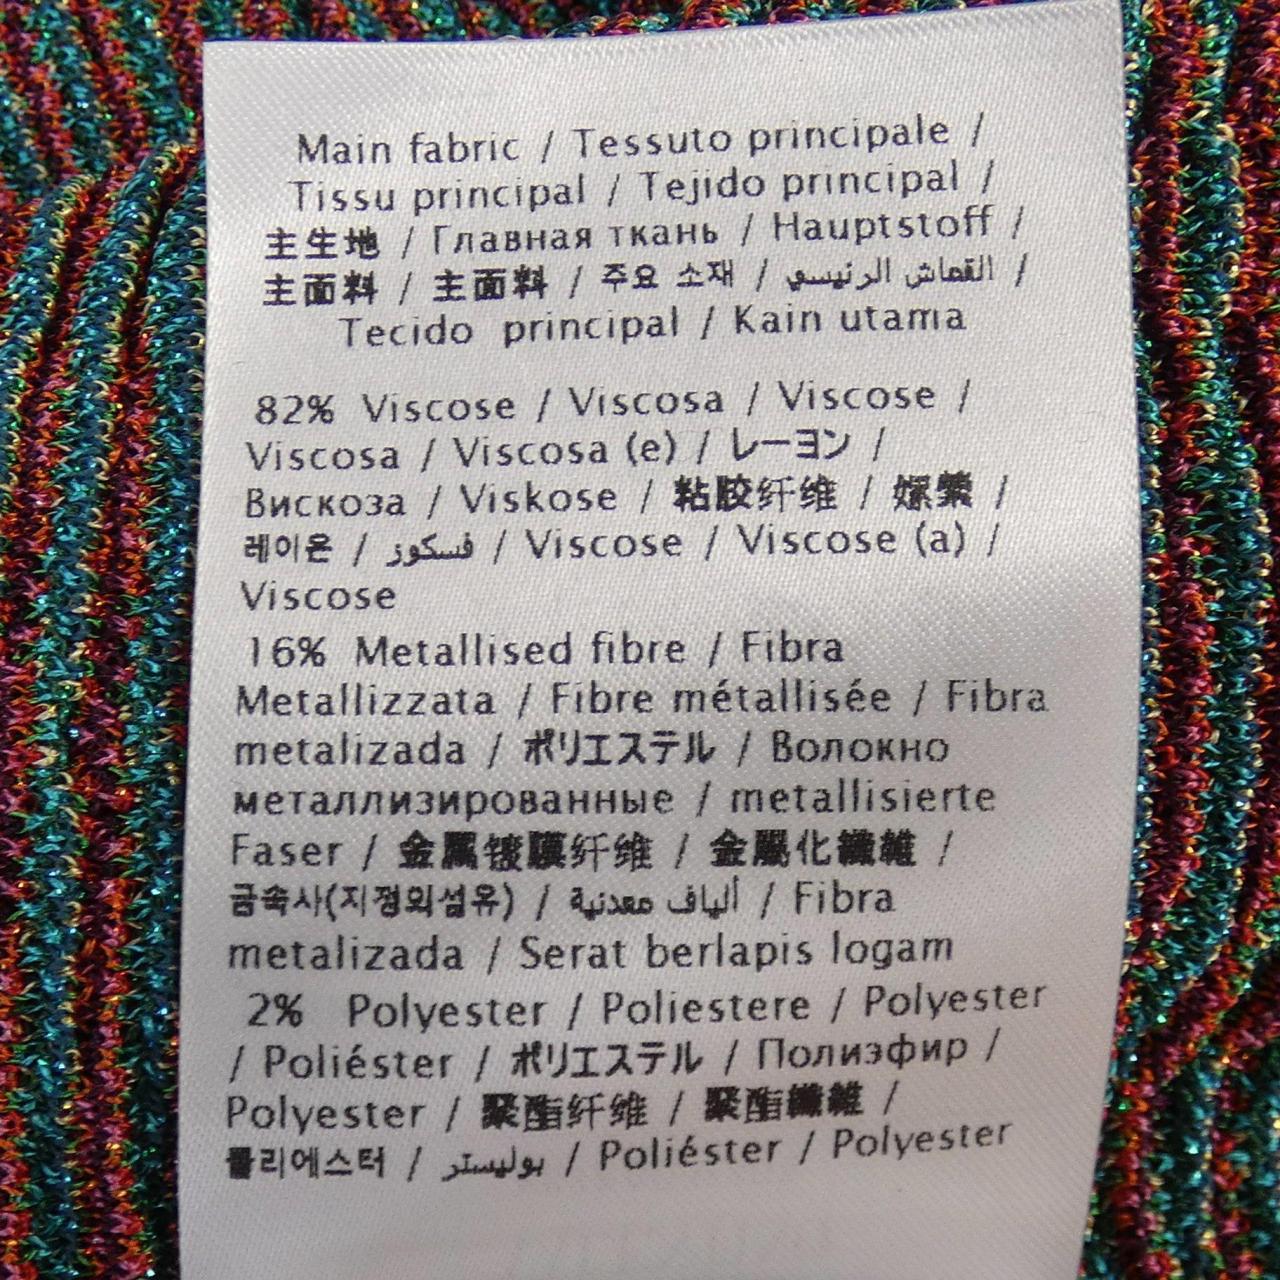 Main fabric / Tessuto principale /
Tissu principal / Tejido principal /
主生地 / Главная ткань / Hauptstoff /
主面料 / 主面料 / 주요 소재 / القماش الرئيسي /
Tecido principal / Kain utama
82% Viscose / Viscosa / Viscose /
Viscosa / Viscosa (e) / レーヨン /
Вискоза / Viskose / 粘胶纤维 / 嫘縈 /
레이온 / فسكوز / Viscose / Viscose (a) /
Viscose
16% Metallised fibre / Fibra
Metallizzata / Fibre métallisée / Fibra
metalizada / ポリエステル / Волокно
металлизированные / metallisierte
Faser / 金属镀膜纤维 / 金屬化纖維 /
금속사(지정외섬유) / ألياف معدنية / Fibra
metalizada / Serat berlapis logam
2% Polyester / Poliestere / Polyester
/ Poliéster / ポリエステル / Полиэфир /
Polyester / 聚酯纤维 / 聚酯纖維 /
폴리에스터 / بوليستر / Poliéster / Polyester